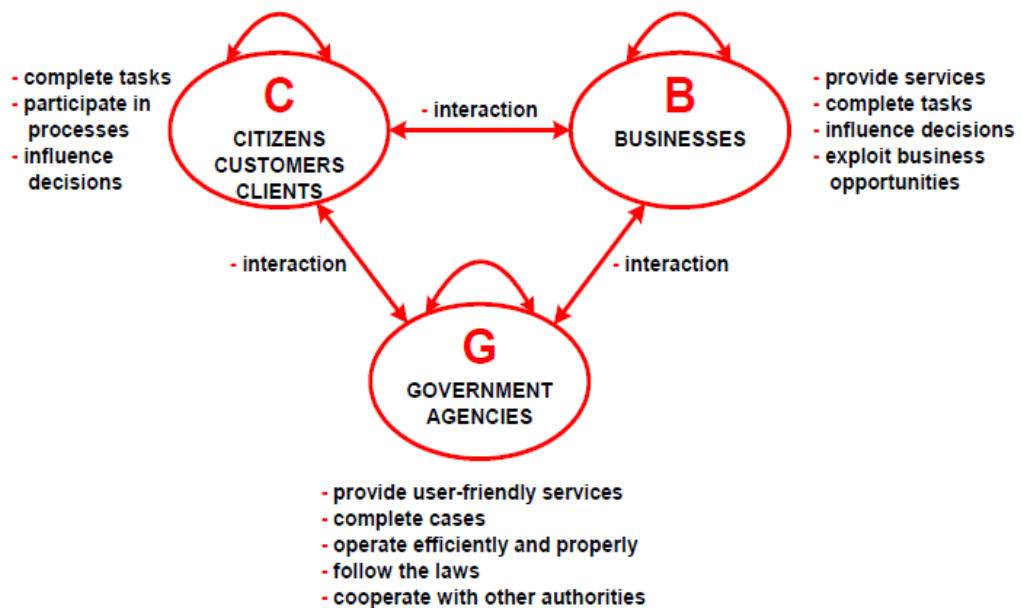 - complete tasks
- participate in
processes
- influence
decisions
C
CITIZENS
CUSTOMERS
CLIENTS
- interaction
B
BUSINESSES
- provide services
- complete tasks
- influence decisions
- exploit business
opportunities
- interaction
- interaction
G
GOVERNMENT
AGENCIES
- provide user-friendly services
- complete cases
- operate efficiently and properly
- follow the laws
- cooperate with other authorities